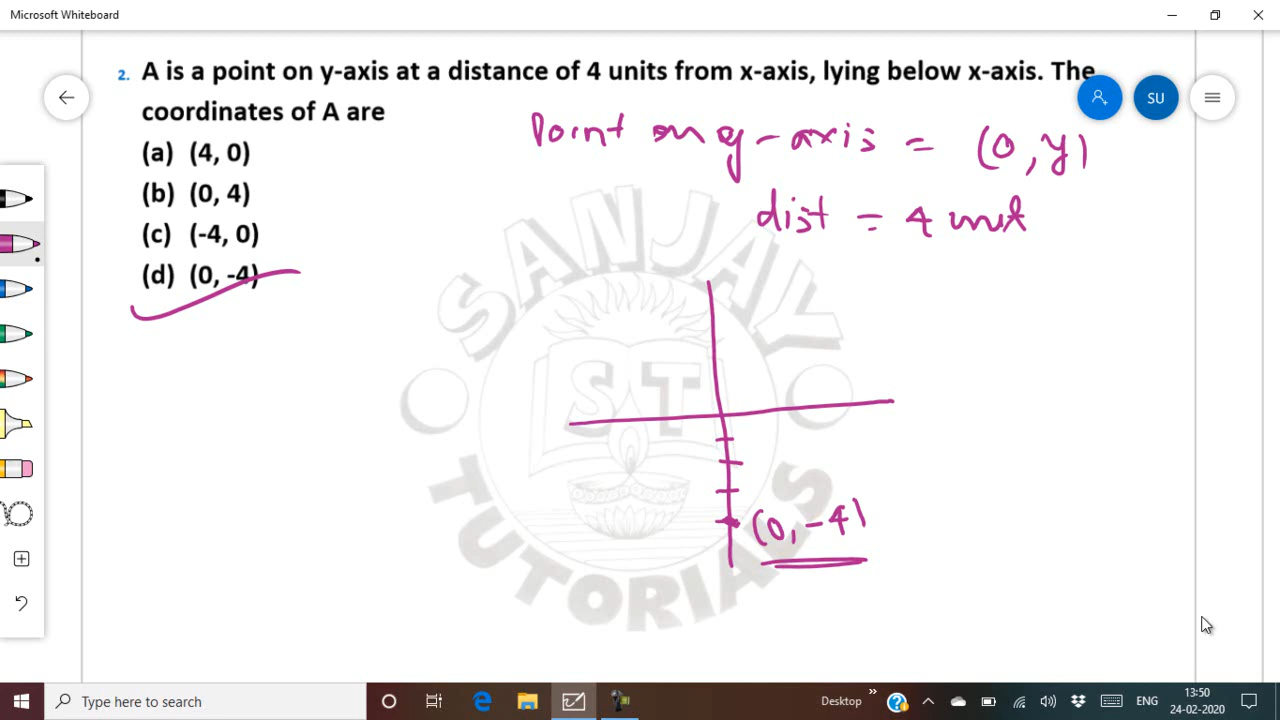 Microsoft Whiteboard
2. A is a point on y-axis at a distance of 4 units from x-axis, lying below x-axis. The
coordinates of A are
(a) (4, 0)
(b) (0, 4)
(c) (-4, 0)
(d) (0, -4)
Point on y-axis = (0, y)
dist = 4 unit
(0, -4)
SANJAY
ST
TUTORIALS
SU
Type here to search
Desktop
ENG
13:50
24-02-2020